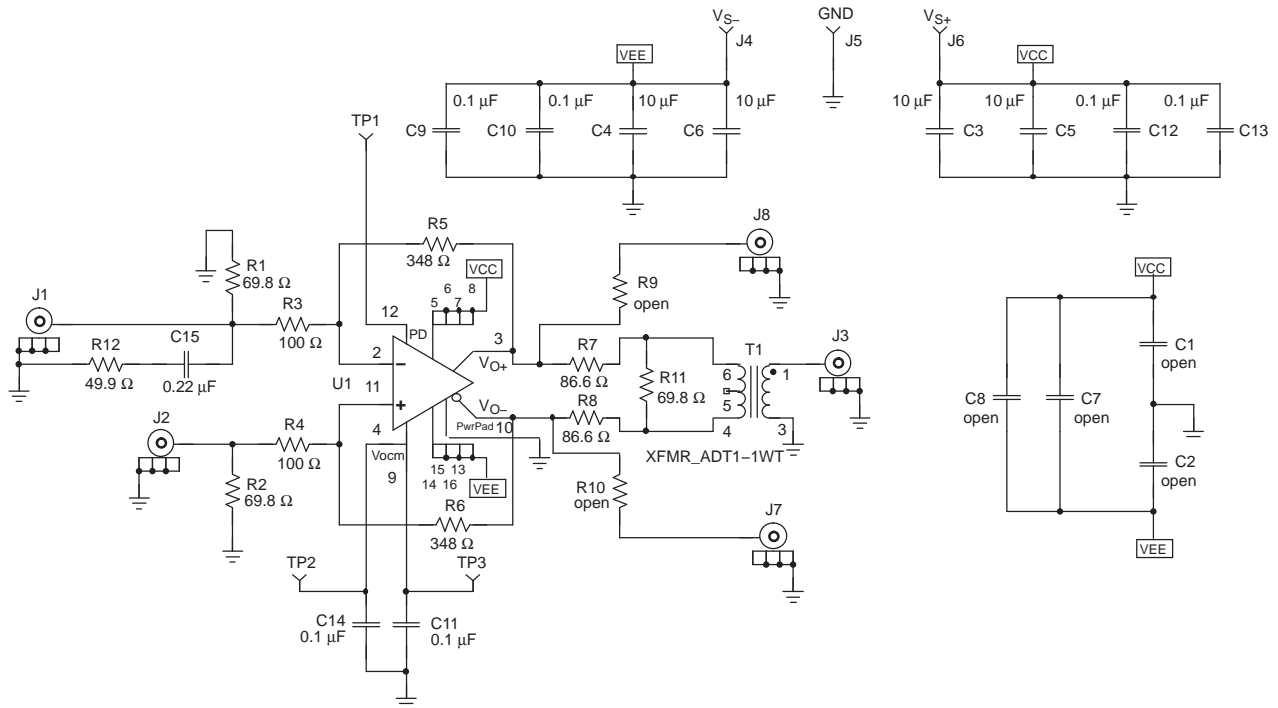 VS−
J4
GND
J5
VS+
J6
VEE
VCC
0.1 µF
0.1 µF
10 µF
10 µF
10 µF
10 µF
0.1 µF
0.1 µF
C9
C10
C4
C6
C3
C5
C12
C13
TP1
J8
R5
348 Ω
VCC
R1
69.8 Ω
6
8
5
7
R9
open
VCC
J1
R3
100 Ω
12
PD
3
VO+
R7
86.6 Ω
T1
J3
C15
R12
49.9 Ω
0.22 µF
2
−
U1
11
+
4
R11
69.8 Ω
6
5
4
1
3
C1
open
C8
open
C7
open
J2
R4
100 Ω
VO−
R8
86.6 Ω
PwrPad
10
XFMR_ADT1−1WT
Vocm
9
15
13
14
16
VEE
R2
69.8 Ω
R10
open
C2
open
R6
348 Ω
J7
VEE
TP2
TP3
C14
0.1 µF
C11
0.1 µF